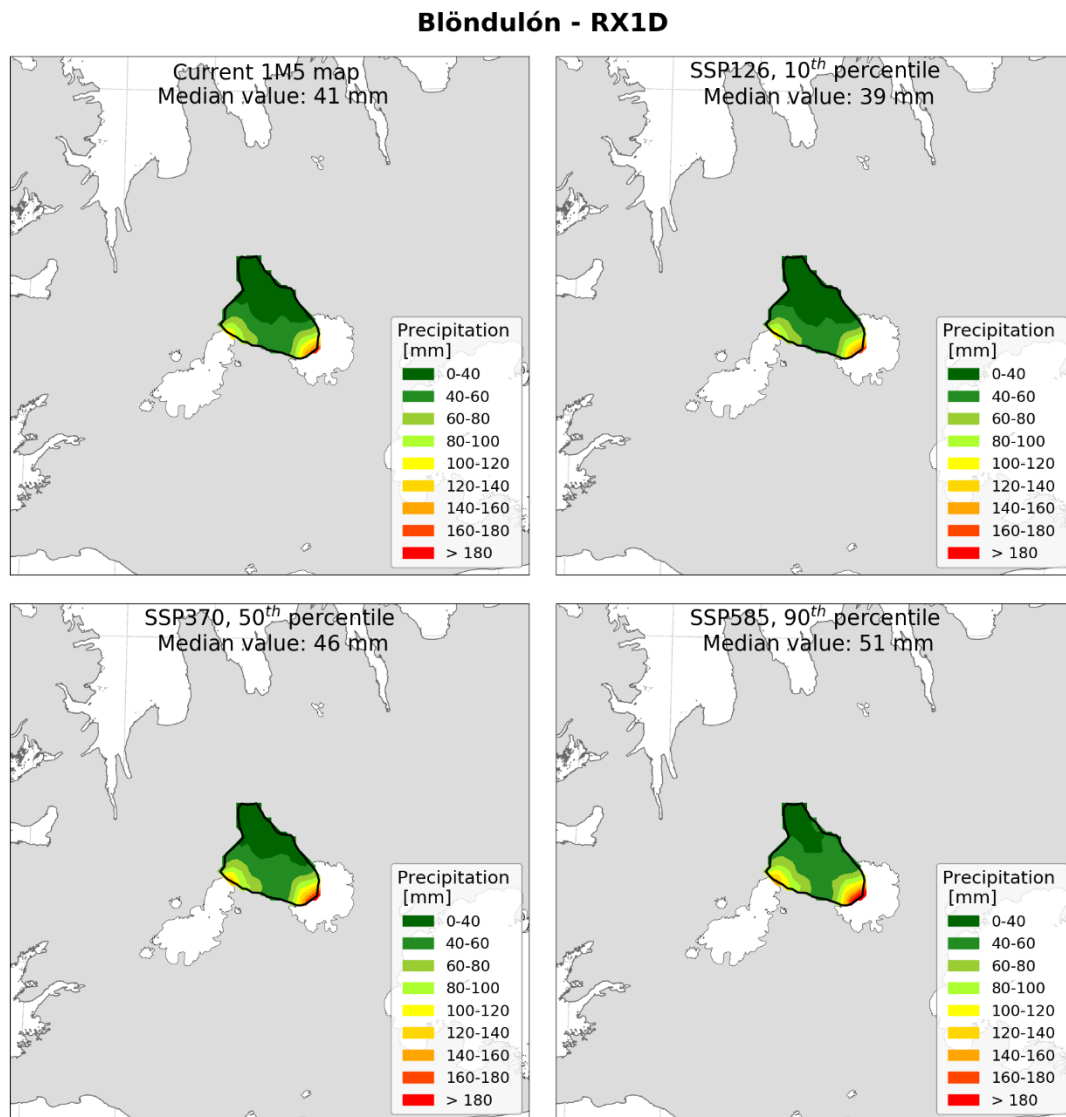 Blöndulón - RX1D
Current 1M5 map
Median value: 41 mm
Precipitation
[mm]
0-40
40-60
60-80
80-100
100-120
120-140
140-160
160-180
> 180
SSP126, 10th percentile
Median value: 39 mm
Precipitation
[mm]
0-40
40-60
60-80
80-100
100-120
120-140
140-160
160-180
> 180
SSP370, 50th percentile
Median value: 46 mm
Precipitation
[mm]
0-40
40-60
60-80
80-100
100-120
120-140
140-160
160-180
> 180
SSP585, 90th percentile
Median value: 51 mm
Precipitation
[mm]
0-40
40-60
60-80
80-100
100-120
120-140
140-160
160-180
> 180